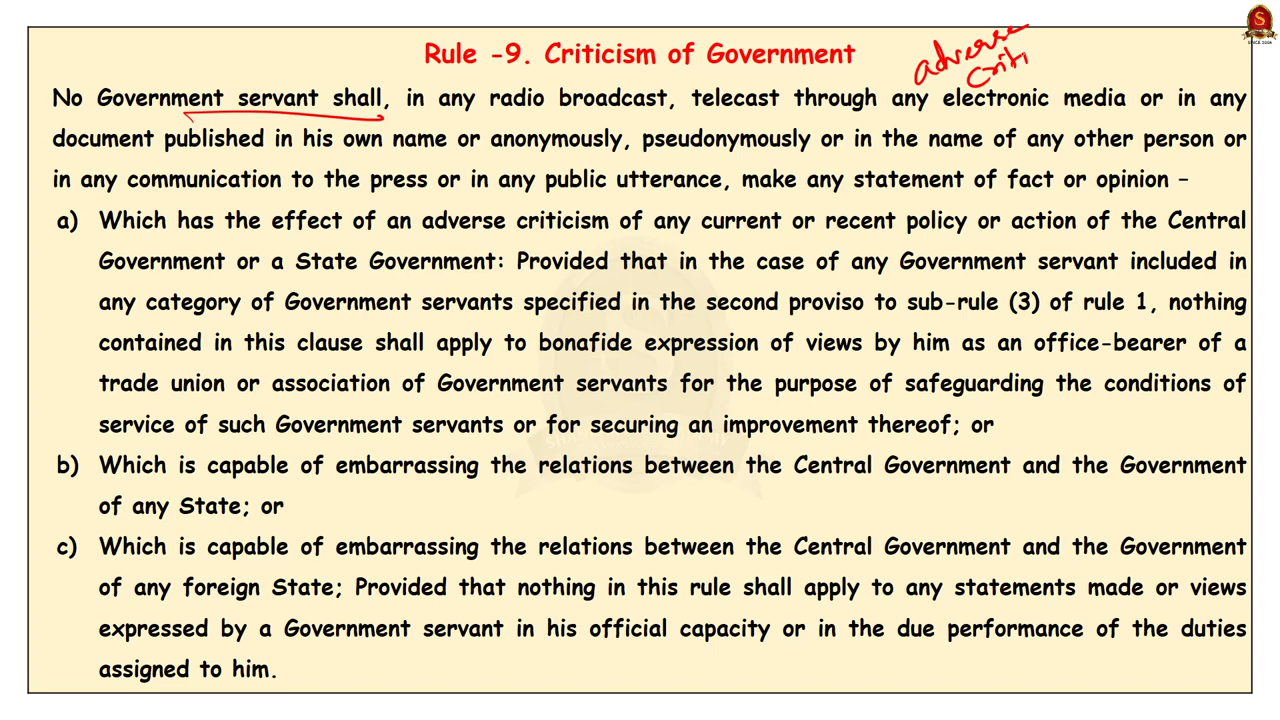 Rule -9. Criticism of Government
adverse
criti
S
SINCE 2004
No Government servant shall, in any radio broadcast, telecast through any electronic media or in any
document published in his own name or anonymously, pseudonymously or in the name of any other person or
in any communication to the press or in any public utterance, make any statement of fact or opinion –
a) Which has the effect of an adverse criticism of any current or recent policy or action of the Central
Government or a State Government: Provided that in the case of any Government servant included in
any category of Government servants specified in the second proviso to sub-rule (3) of rule 1, nothing
contained in this clause shall apply to bonafide expression of views by him as an office-bearer of a
trade union or association of Government servants for the purpose of safeguarding the conditions of
service of such Government servants or for securing an improvement thereof; or
b) Which is capable of embarrassing the relations between the Central Government and the Government
of any State; or
c) Which is capable of embarrassing the relations between the Central Government and the Government
of any foreign State; Provided that nothing in this rule shall apply to any statements made or views
expressed by a Government servant in his official capacity or in the due performance of the duties
assigned to him.